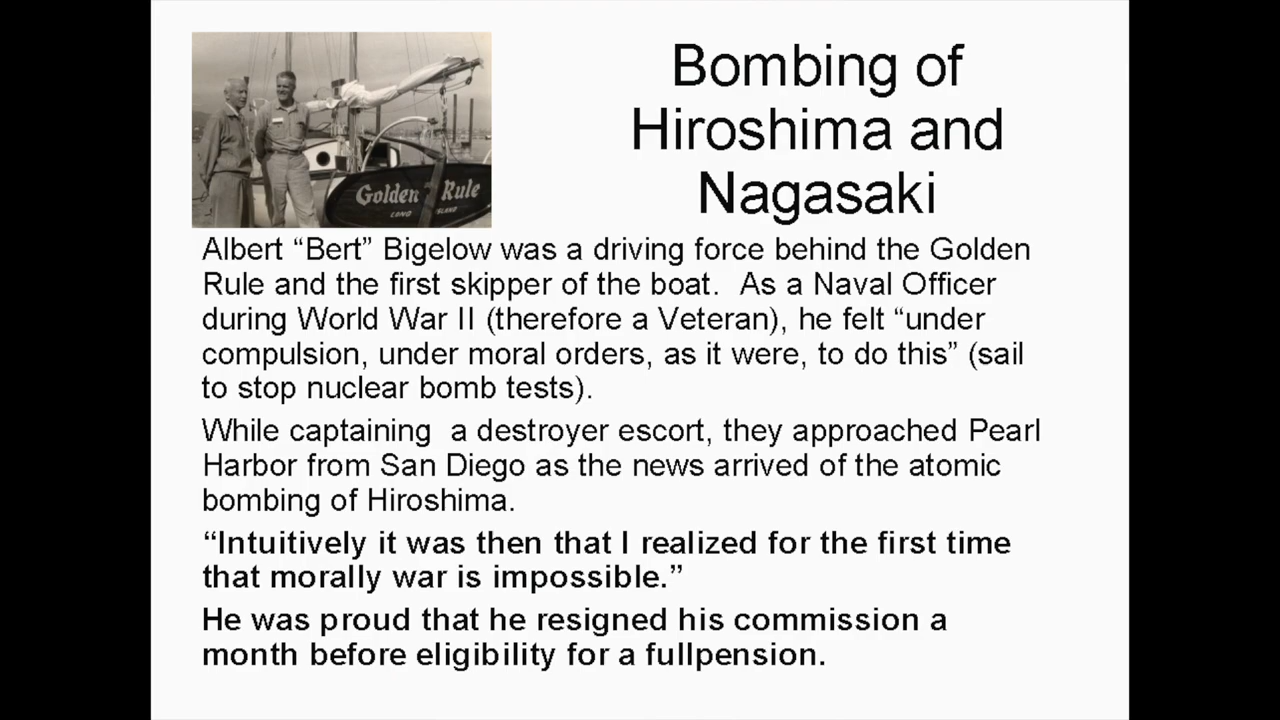 Bombing of
Hiroshima and
Nagasaki
Golden Rule
LONG ISLAND
Albert “Bert” Bigelow was a driving force behind the Golden
Rule and the first skipper of the boat.  As a Naval Officer
during World War II (therefore a Veteran), he felt “under
compulsion, under moral orders, as it were, to do this” (sail
to stop nuclear bomb tests).
While captaining  a destroyer escort, they approached Pearl
Harbor from San Diego as the news arrived of the atomic
bombing of Hiroshima.
“Intuitively it was then that I realized for the first time
that morally war is impossible.”
He was proud that he resigned his commission a
month before eligibility for a fullpension.